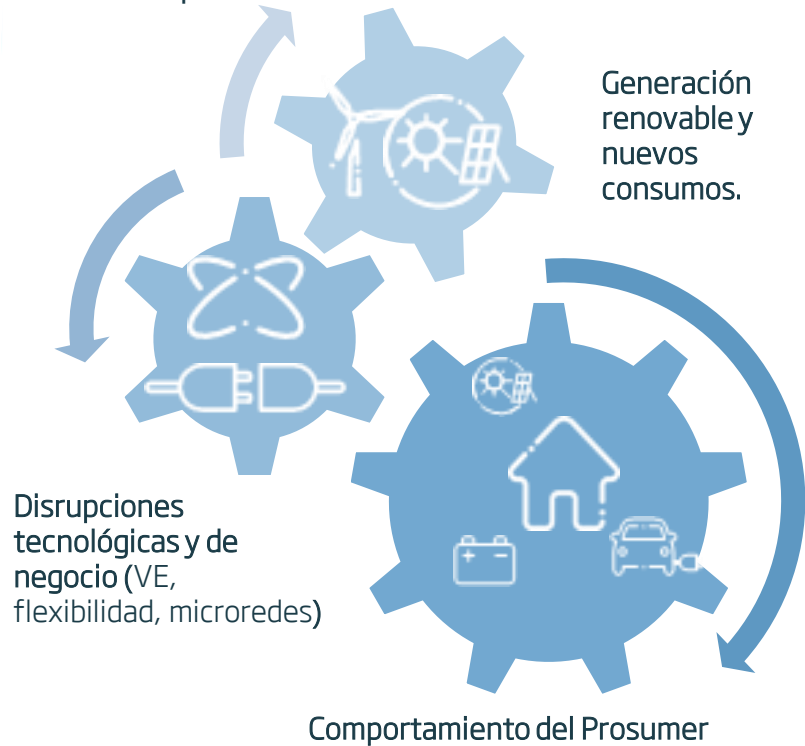 Generación
renovable y
nuevos
consumos.
Disrupciones
tecnológicas y de
negocio (VE,
flexibilidad, microredes)
Comportamiento del Prosumer